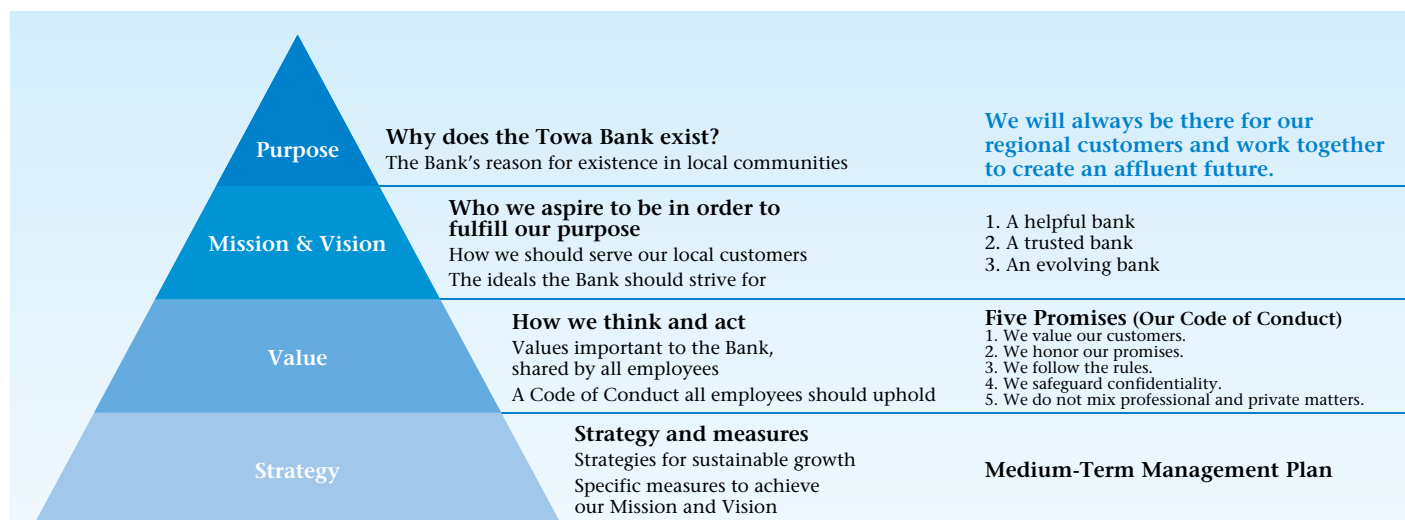 Purpose
Why does the Towa Bank exist?
The Bank's reason for existence in local communities
We will always be there for our
regional customers and work together
to create an affluent future.
Mission & Vision
Who we aspire to be in order to
fulfill our purpose
How we should serve our local customers
The ideals the Bank should strive for
1. A helpful bank
2. A trusted bank
3. An evolving bank
Value
How we think and act
Values important to the Bank,
shared by all employees
A Code of Conduct all employees should uphold
Five Promises (Our Code of Conduct)
1. We value our customers.
2. We honor our promises.
3. We follow the rules.
4. We safeguard confidentiality.
5. We do not mix professional and private matters.
Strategy
Strategy and measures
Strategies for sustainable growth
Specific measures to achieve
our Mission and Vision
Medium-Term Management Plan